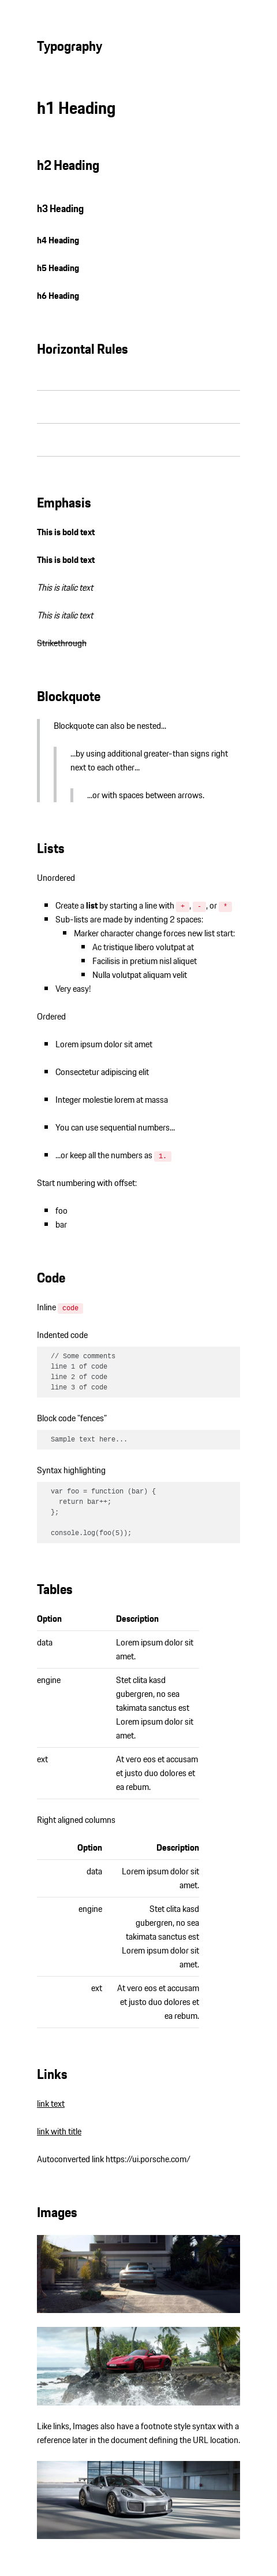 Typography
h1 Heading
h2 Heading
h3 Heading
h4 Heading
h5 Heading
h6 Heading
Horizontal Rules
Emphasis
This is bold text
This is bold text
This is italic text
This is italic text
Strikethrough
Blockquote
Blockquote can also be nested...
...by using additional greater-than signs right
next to each other...
...or with spaces between arrows.
Lists
Unordered
Create a list by starting a line with + , - , or *
Sub-lists are made by indenting 2 spaces:
Marker character change forces new list start:
Ac tristique libero volutpat at
Facilisis in pretium nisl aliquet
Nulla volutpat aliquam velit
Very easy!
Ordered
Lorem ipsum dolor sit amet
Consectetur adipiscing elit
Integer molestie lorem at massa
You can use sequential numbers...
...or keep all the numbers as 1.
Start numbering with offset:
foo
bar
Code
Inline code
Indented code
// Some comments
line 1 of code
line 2 of code
line 3 of code
Block code "fences"
Sample text here...
Syntax highlighting
var foo = function (bar) {
return bar++;
};
console.log(foo(5));
Tables
Option Description
data Lorem ipsum dolor sit
amet.
engine Stet clita kasd
gubergren, no sea
takimata sanctus est
Lorem ipsum dolor sit
amet.
ext At vero eos et accusam
et justo duo dolores et
ea rebum.
Right aligned columns
Option Description
data Lorem ipsum dolor sit
amet.
engine Stet clita kasd
gubergren, no sea
takimata sanctus est
Lorem ipsum dolor sit
amet.
ext At vero eos et accusam
et justo duo dolores et
ea rebum.
Links
link text
link with title
Autoconverted link https://ui.porsche.com/
Images
Like links, Images also have a footnote style syntax with a
reference later in the document defining the URL location.